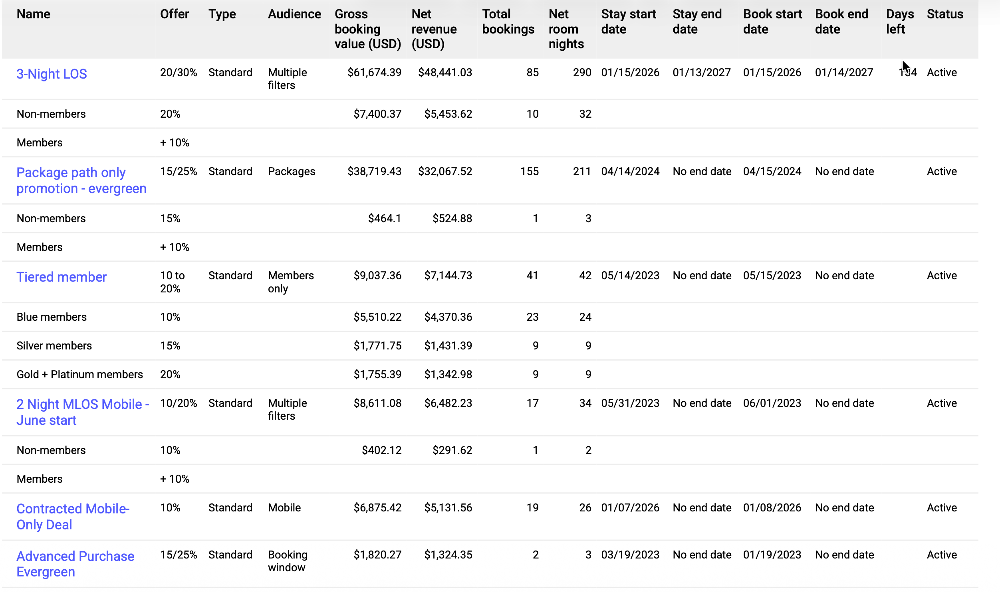 Name Offer Type Audience Gross booking value (USD) Net revenue (USD) Total bookings Net room nights Stay start date Stay end date Book start date Book end date Days left Status
3-Night LOS 20/30% Standard Multiple filters $61,674.39 $48,441.03 85 290 01/15/2026 01/13/2027 01/15/2026 01/14/2027 Active
Non-members 20% $7,400.37 $5,453.62 10 32
Members + 10%
Package path only promotion - evergreen 15/25% Standard Packages $38,719.43 $32,067.52 155 211 04/14/2024 No end date 04/15/2024 No end date Active
Non-members 15% $464.1 $524.88 1 3
Members + 10%
Tiered member 10 to 20% Standard Members only $9,037.36 $7,144.73 41 42 05/14/2023 No end date 05/15/2023 No end date Active
Blue members 10% $5,510.22 $4,370.36 23 24
Silver members 15% $1,771.75 $1,431.39 9 9
Gold + Platinum members 20% $1,755.39 $1,342.98 9 9
2 Night MLOS Mobile - June start 10/20% Standard Multiple filters $8,611.08 $6,482.23 17 34 05/31/2023 No end date 06/01/2023 No end date Active
Non-members 10% $402.12 $291.62 1 2
Members + 10%
Contracted Mobile-Only Deal 10% Standard Mobile $6,875.42 $5,131.56 19 26 01/07/2026 No end date 01/08/2026 No end date Active
Advanced Purchase Evergreen 15/25% Standard Booking window $1,820.27 $1,324.35 2 3 03/19/2023 No end date 01/19/2023 No end date Active